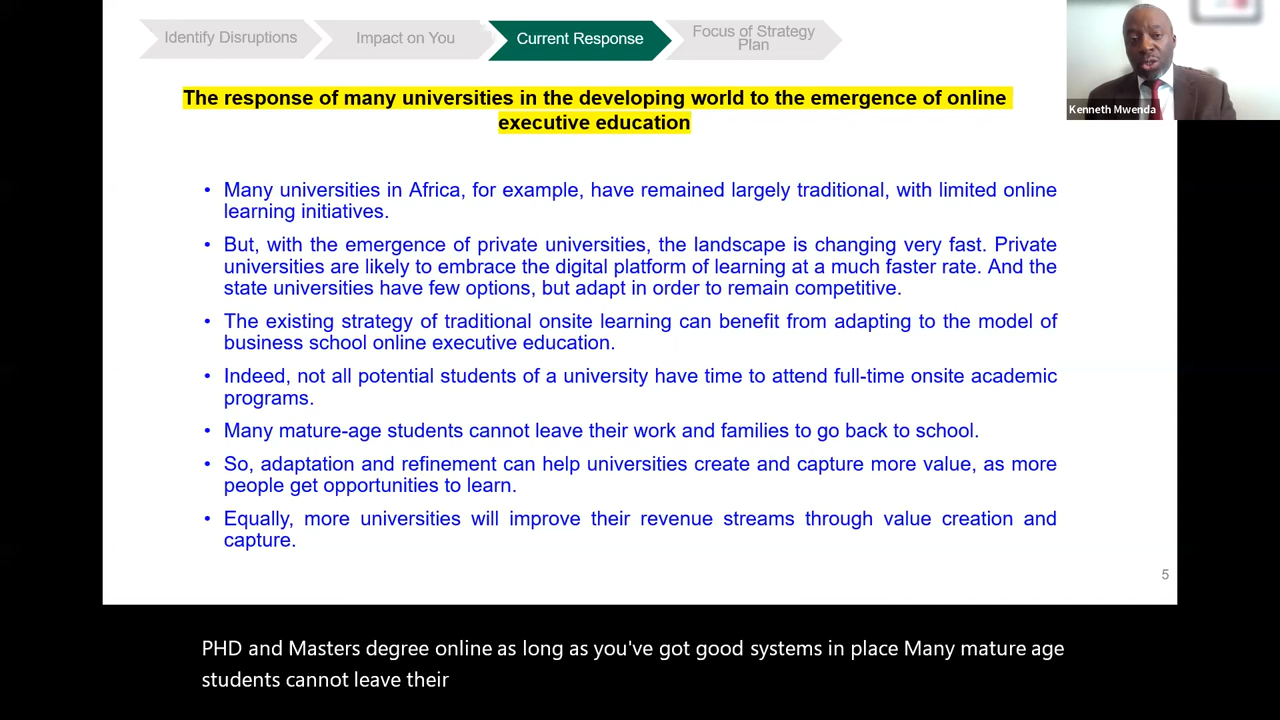 Identify Disruptions
Impact on You
Current Response
Focus of Strategy
Plan
Kenneth Mwenda
The response of many universities in the developing world to the emergence of online
executive education
• Many universities in Africa, for example, have remained largely traditional, with limited online
learning initiatives.
• But, with the emergence of private universities, the landscape is changing very fast. Private
universities are likely to embrace the digital platform of learning at a much faster rate. And the
state universities have few options, but adapt in order to remain competitive.
• The existing strategy of traditional onsite learning can benefit from adapting to the model of
business school online executive education.
• Indeed, not all potential students of a university have time to attend full-time onsite academic
programs.
• Many mature-age students cannot leave their work and families to go back to school.
• So, adaptation and refinement can help universities create and capture more value, as more
people get opportunities to learn.
• Equally, more universities will improve their revenue streams through value creation and
capture.
5
PHD and Masters degree online as long as you've got good systems in place Many mature age
students cannot leave their